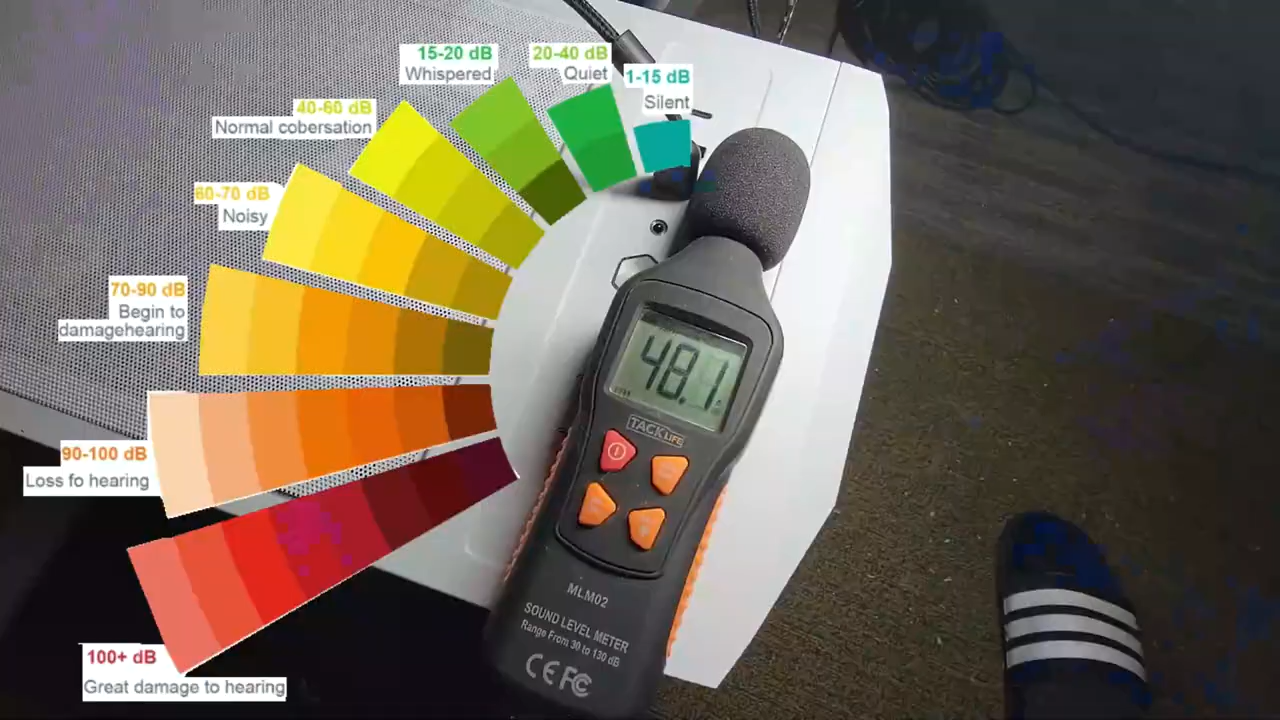 15-20 dB
Whispered
20-40 dB
Quiet
1-15 dB
Silent
40-60 dB
Normal cobersation
60-70 dB
Noisy
70-90 dB
Begin to
damagehearing
90-100 dB
Loss fo hearing
100+ dB
Great damage to hearing
48.1
TACKLIFE
MLM02
SOUND LEVEL METER
Range From 30 to 130 dB
CE FC